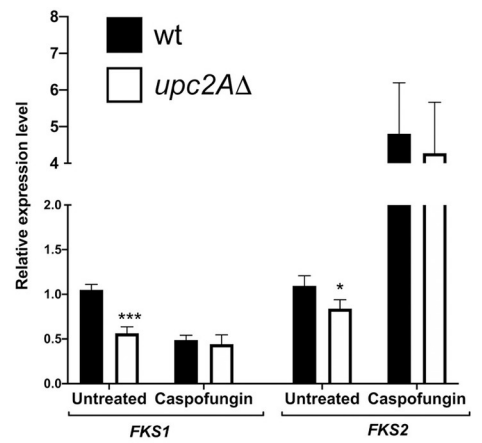 8
7
6
5
4
2.0
1.5
1.0
0.5
0.0
Relative expression level
wt
upc2AΔ
***
*
Untreated Caspofungin Untreated Caspofungin
FKS1 FKS2